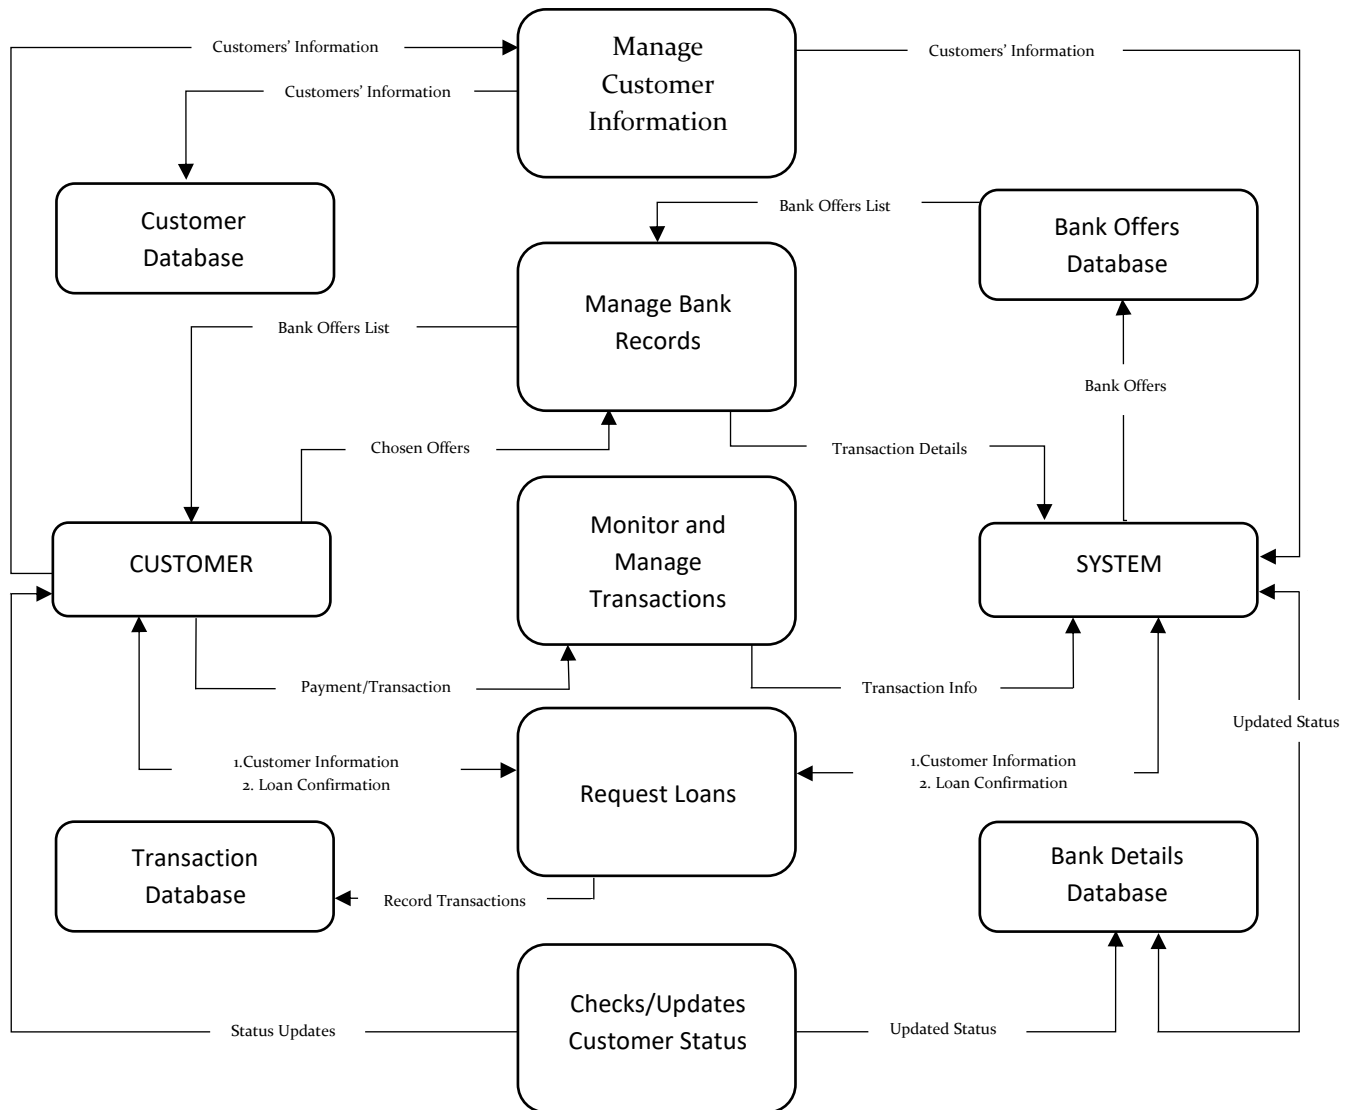 Customers' Information
Manage
Customer
Information
Customers' Information
Customers' Information
Customer
Database
Bank Offers List
Bank Offers
Database
Manage Bank
Records
Bank Offers List
Bank Offers
Chosen Offers
Transaction Details
CUSTOMER
Monitor and
Manage
Transactions
SYSTEM
Payment/Transaction
Transaction Info
Updated Status
1.Customer Information
2. Loan Confirmation
Request Loans
1.Customer Information
2. Loan Confirmation
Transaction
Database
Record Transactions
Bank Details
Database
Status Updates
Checks/Updates
Customer Status
Updated Status